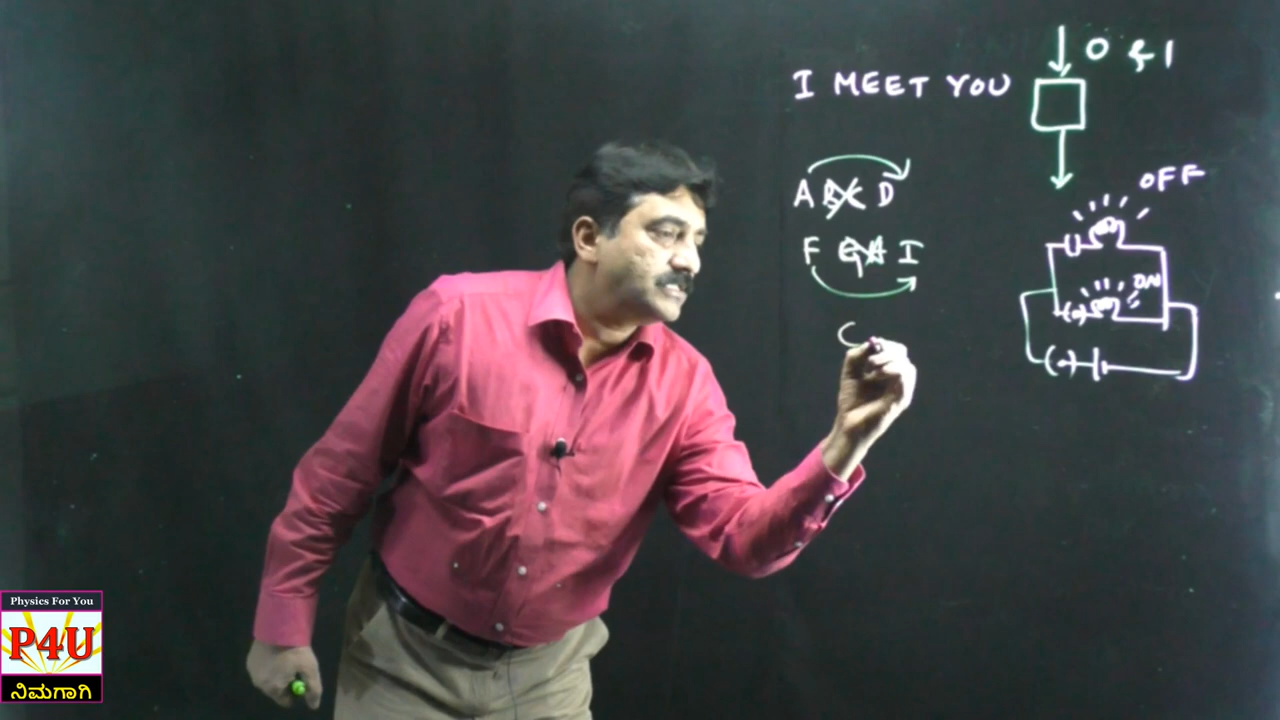 I MEET YOU
0 & 1
A B C D
F G H I
C
OFF
ON
Physics For You
P4U
ನಿಮಗಾಗಿ